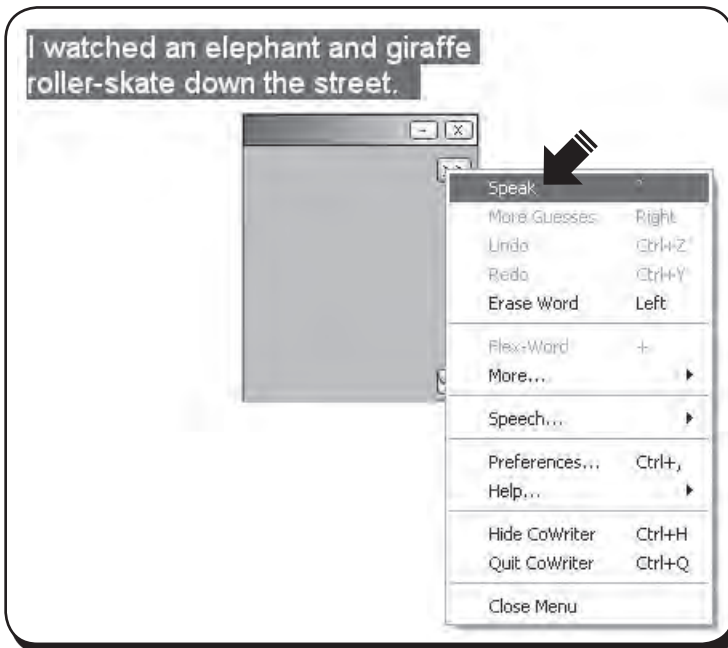 I watched an elephant and giraffe
roller-skate down the street.
- X
>>
Speak `
More Guesses Right
Undo Ctrl+Z
Redo Ctrl+Y
Erase Word Left
Flex-Word +
More...
Speech...
Preferences... Ctrl+,
Help...
Hide CoWriter Ctrl+H
Quit CoWriter Ctrl+Q
Close Menu